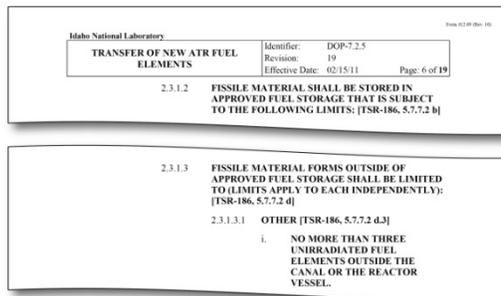 Form 412.09 (Rev. 10)
Idaho National Laboratory
TRANSFER OF NEW ATR FUEL
ELEMENTS
Identifier: DOP-7.2.5
Revision: 19
Effective Date: 02/15/11 Page: 6 of 19
2.3.1.2 FISSILE MATERIAL SHALL BE STORED IN
APPROVED FUEL STORAGE THAT IS SUBJECT
TO THE FOLLOWING LIMITS: [TSR-186, 5.7.7.2 b]
2.3.1.3 FISSILE MATERIAL FORMS OUTSIDE OF
APPROVED FUEL STORAGE SHALL BE LIMITED
TO (LIMITS APPLY TO EACH INDEPENDENTLY):
[TSR-186, 5.7.7.2 d]
2.3.1.3.1 OTHER [TSR-186, 5.7.7.2 d.3]
i. NO MORE THAN THREE
UNIRRADIATED FUEL
ELEMENTS OUTSIDE THE
CANAL OR THE REACTOR
VESSEL.